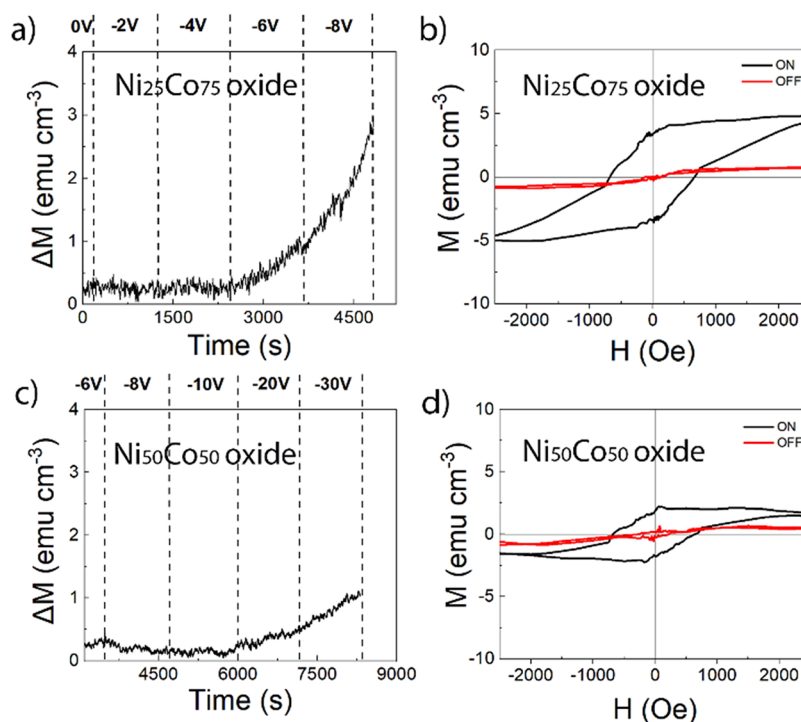 a)
0V -2V -4V -6V -8V
Ni25Co75 oxide
ΔM (emu cm-3)
4
3
2
1
0
0 1500 3000 4500
Time (s)
b)
ON
OFF
Ni25Co75 oxide
M (emu cm-3)
10
5
0
-5
-10
-2000 -1000 0 1000 2000
H (Oe)
c)
-6V -8V -10V -20V -30V
Ni50Co50 oxide
ΔM (emu cm-3)
4
3
2
1
0
4500 6000 7500 9000
Time (s)
d)
ON
OFF
Ni50Co50 oxide
M (emu cm-3)
10
5
0
-5
-10
-2000 -1000 0 1000 2000
H (Oe)